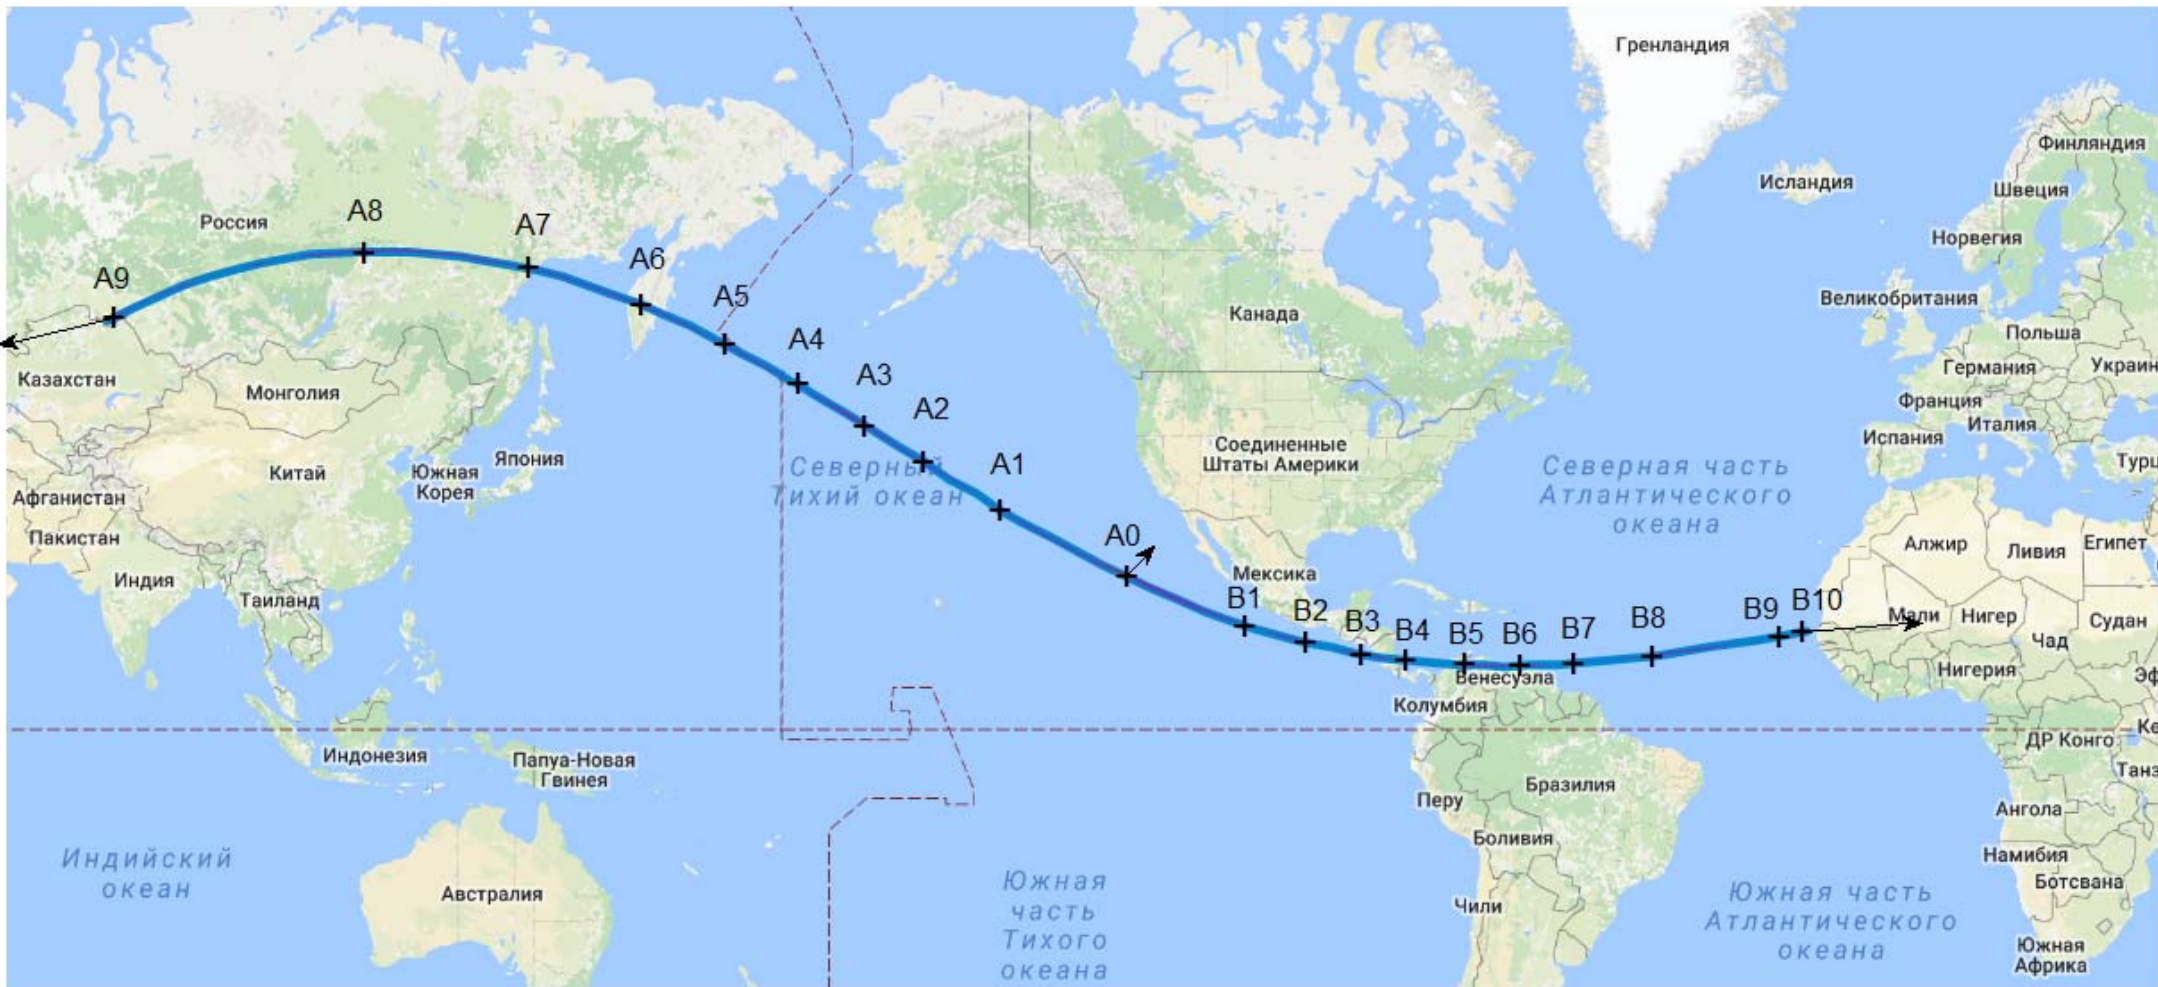 Гренландия
Финляндия
Исландия
Швеция
Россия
A8
A7
Норвегия
A6
A9
A5
Великобритания
Канада
Польша
A4
Германия
Украин
Казахстан
Монголия
A3
Франция
Италия
A2
Испания
Соединенные
Штаты Америки
Япония
Турц
Китай
Южная
Корея
Северный
Тихий океан
A1
Северная часть
Атлантического
океана
Афганистан
Пакистан
A0
Алжир
Ливия
Египет
Индия
Мексика
Таиланд
B1
B2
B3
B4
B5
B6
B7
B8
B9
B10
Мали
Нигер
Судан
Чад
Нигерия
Эф
Венесуэла
Колумбия
Ке
ДР Конго
Индонезия
Папуа-Новая
Гвинея
Танз
Бразилия
Перу
Ангола
Боливия
Намибия
Ботсвана
Индийский
океан
Австралия
Южная
часть
Тихого
океана
Чили
Южная часть
Атлантического
океана
Южная
Африка